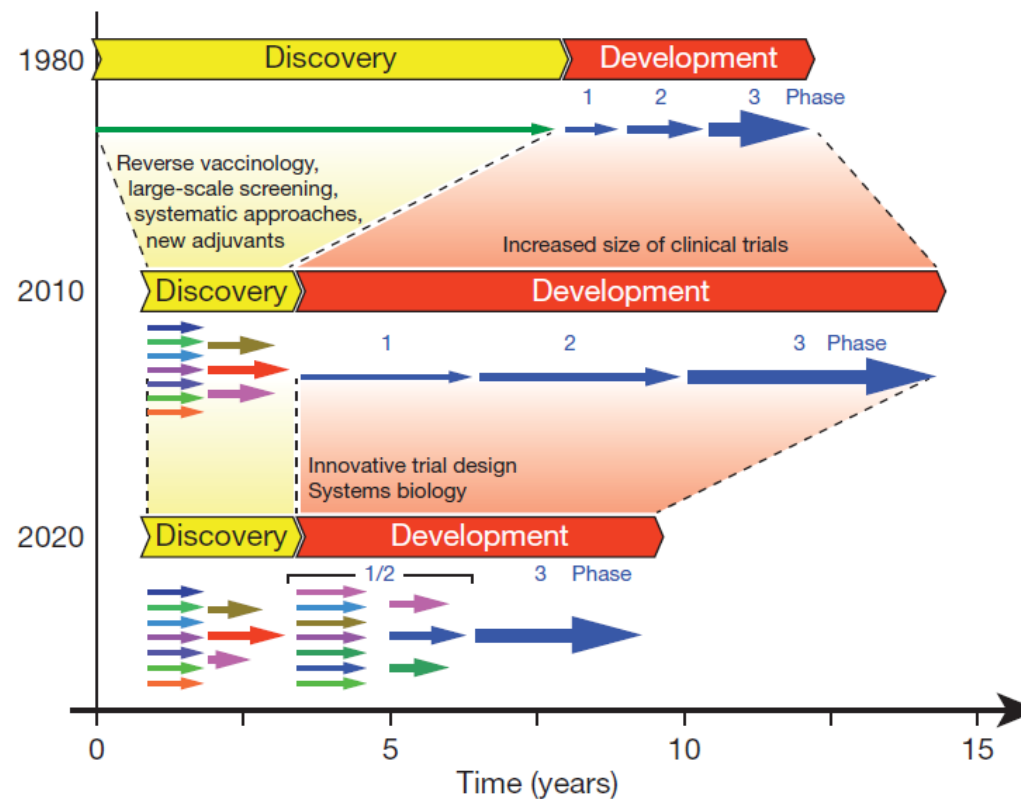 1980
Discovery
Development
1 2 3 Phase
Reverse vaccinology,
large-scale screening,
systematic approaches,
new adjuvants
Increased size of clinical trials
2010
Discovery
Development
1 2 3 Phase
Innovative trial design
Systems biology
2020
Discovery
Development
1/2 3 Phase
0 5 10 15
Time (years)